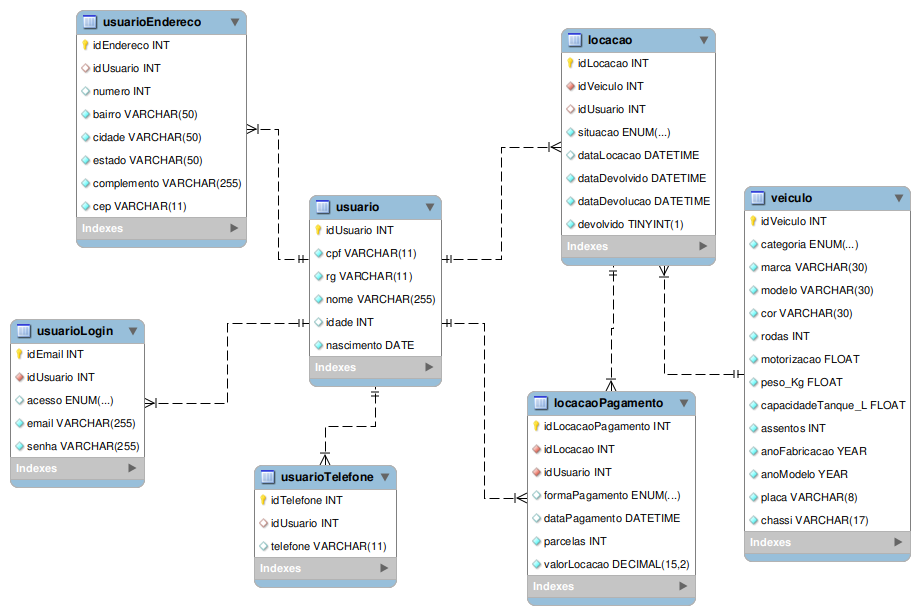 usuarioEndereco
idEndereco INT
idUsuario INT
numero INT
bairro VARCHAR(50)
cidade VARCHAR(50)
estado VARCHAR(50)
complemento VARCHAR(255)
cep VARCHAR(11)
Indexes
locacao
idLocacao INT
idVeiculo INT
idUsuario INT
situacao ENUM(...)
dataLocacao DATETIME
dataDevolvido DATETIME
dataDevolucao DATETIME
devolvido TINYINT(1)
Indexes
usuario
idUsuario INT
cpf VARCHAR(11)
rg VARCHAR(11)
nome VARCHAR(255)
idade INT
nascimento DATE
Indexes
veiculo
idVeiculo INT
categoria ENUM(...)
marca VARCHAR(30)
modelo VARCHAR(30)
cor VARCHAR(30)
rodas INT
motorizacao FLOAT
peso_Kg FLOAT
capacidadeTanque_L FLOAT
assentos INT
anoFabricacao YEAR
anoModelo YEAR
placa VARCHAR(8)
chassi VARCHAR(17)
Indexes
usuarioLogin
idEmail INT
idUsuario INT
acesso ENUM(...)
email VARCHAR(255)
senha VARCHAR(255)
Indexes
usuarioTelefone
idTelefone INT
idUsuario INT
telefone VARCHAR(11)
Indexes
locacaoPagamento
idLocacaoPagamento INT
idLocacao INT
idUsuario INT
formaPagamento ENUM(...)
dataPagamento DATETIME
parcelas INT
valorLocacao DECIMAL(15,2)
Indexes